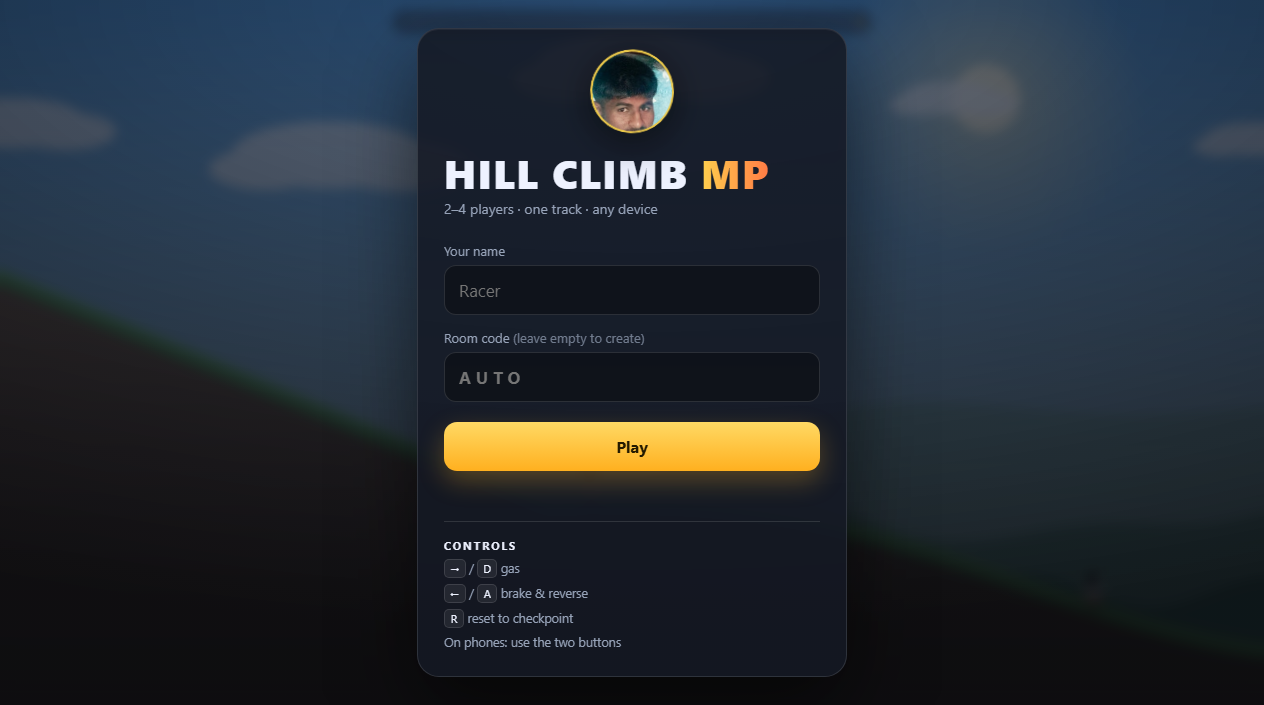 HILL CLIMB MP
2–4 players · one track · any device
Your name
Racer
Room code (leave empty to create)
AUTO
Play
CONTROLS
→ / D gas
← / A brake & reverse
R reset to checkpoint
On phones: use the two buttons